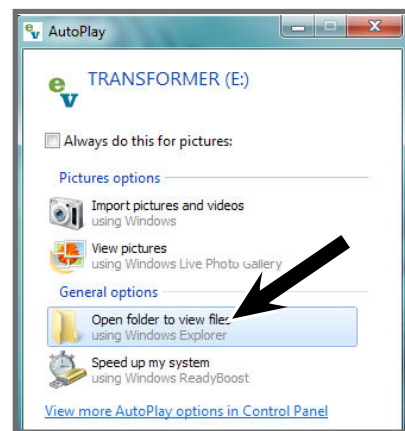 AutoPlay
ev
TRANSFORMER (E:)
Always do this for pictures:
Pictures options
Import pictures and videos
using Windows
View pictures
using Windows Live Photo Gallery
General options
Open folder to view files
using Windows Explorer
Speed up my system
using Windows ReadyBoost
View more AutoPlay options in Control Panel